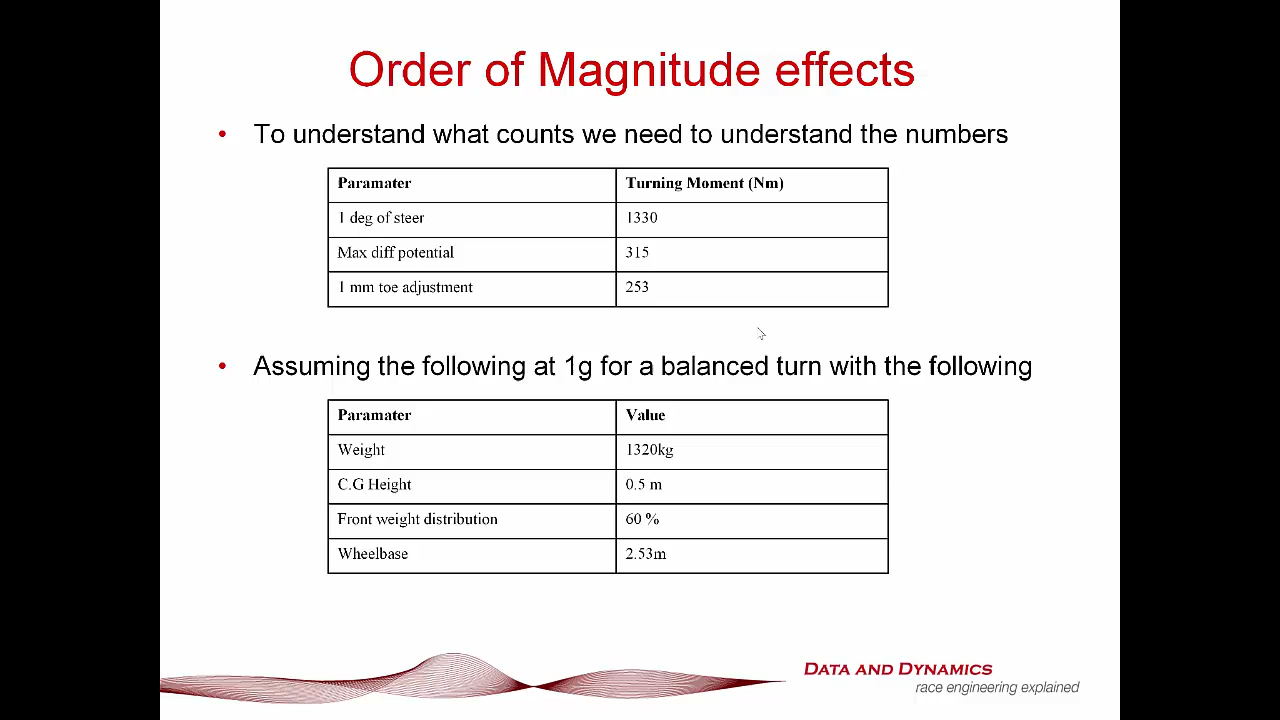 Order of Magnitude effects
• To understand what counts we need to understand the numbers
Paramater Turning Moment (Nm)
1 deg of steer 1330
Max diff potential 315
1 mm toe adjustment 253
• Assuming the following at 1g for a balanced turn with the following
Paramater Value
Weight 1320kg
C.G Height 0.5 m
Front weight distribution 60 %
Wheelbase 2.53m
DATA AND DYNAMICS
race engineering explained